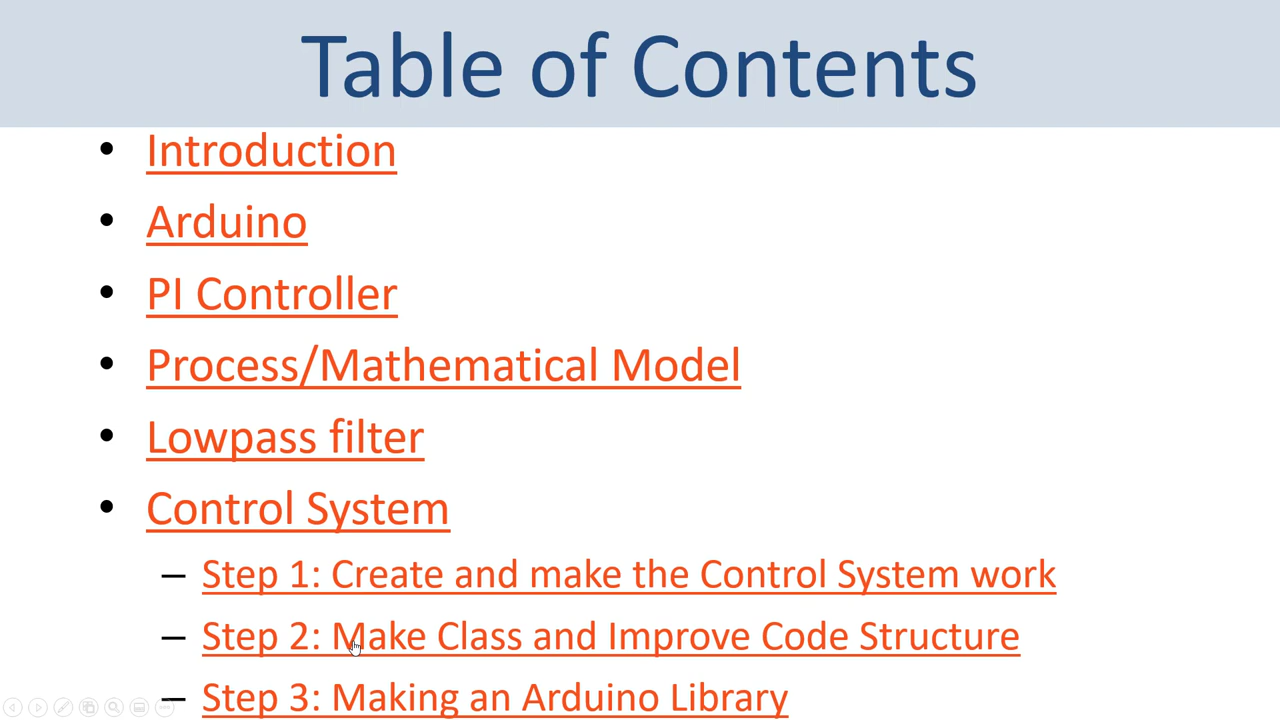 Table of Contents
• Introduction
• Arduino
• PI Controller
• Process/Mathematical Model
• Lowpass filter
• Control System
– Step 1: Create and make the Control System work
– Step 2: Make Class and Improve Code Structure
– Step 3: Making an Arduino Library